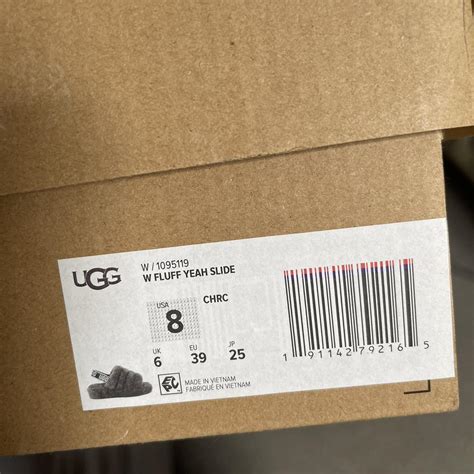 UGG
W / 1095119
W FLUFF YEAH SLIDE
USA
8
CHRC
UK EU JP
6 39 25
MADE IN VIETNAM
FABRIQUÉ EN VIETNAM
1 91142 79216 5